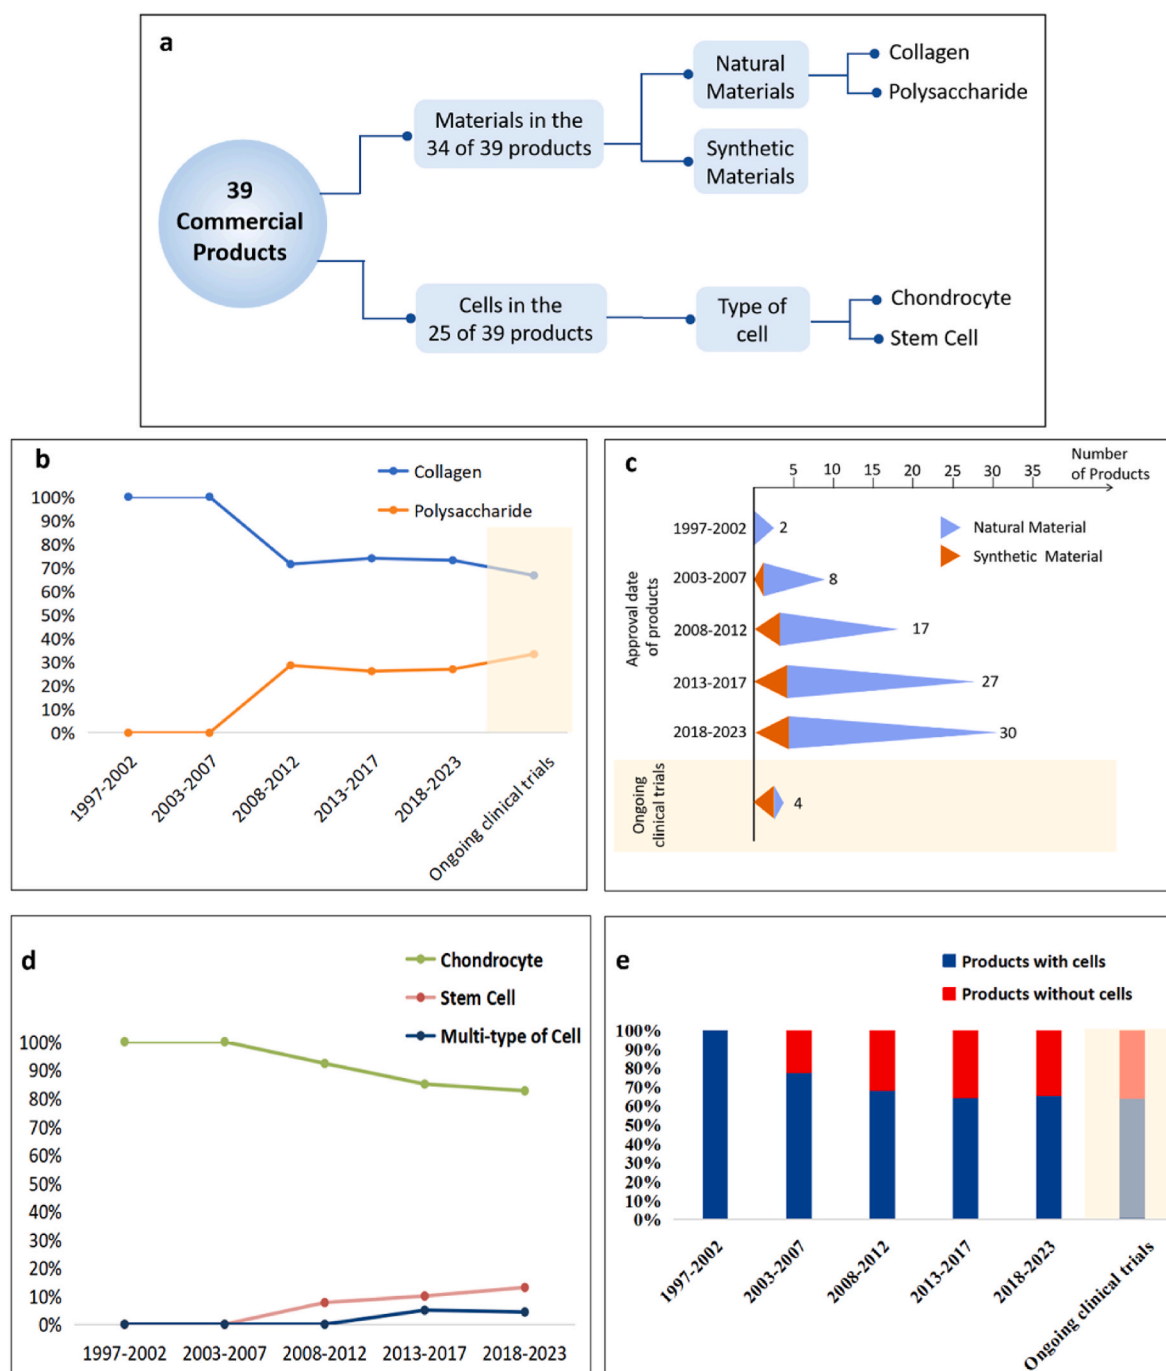 a
39
Commercial
Products
Materials in the
34 of 39 products
Natural
Materials
Collagen
Polysaccharide
Synthetic
Materials
Cells in the
25 of 39 products
Type of
cell
Chondrocyte
Stem Cell
b
Collagen
Polysaccharide
100%
90%
80%
70%
60%
50%
40%
30%
20%
10%
0%
1997-2002
2003-2007
2008-2012
2013-2017
2018-2023
Ongoing clinical trials
c
Number
of Products
5 10 15 20 25 30 35
Natural Material
Synthetic Material
Approval date
of products
1997-2002 2
2003-2007 8
2008-2012 17
2013-2017 27
2018-2023 30
Ongoing
clinical trials
4
d
Chondrocyte
Stem Cell
Multi-type of Cell
100%
90%
80%
70%
60%
50%
40%
30%
20%
10%
0%
1997-2002 2003-2007 2008-2012 2013-2017 2018-2023
e
Products with cells
Products without cells
100%
90%
80%
70%
60%
50%
40%
30%
20%
10%
0%
1997-2002
2003-2007
2008-2012
2013-2017
2018-2023
Ongoing clinical trials